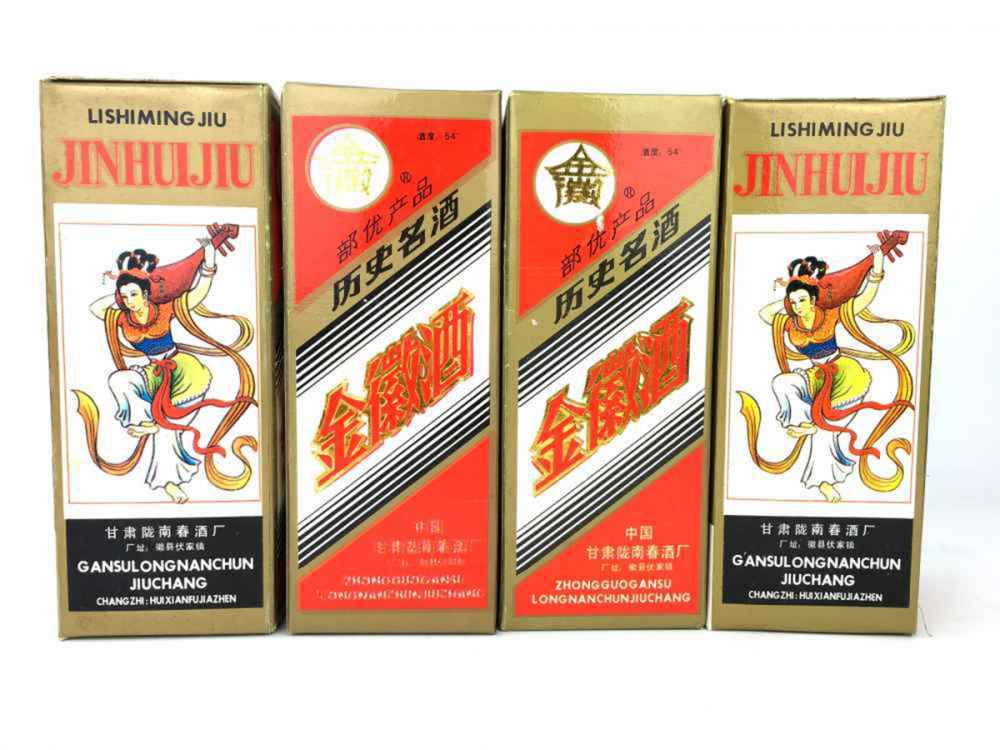 LISHIMING JIU
JINHUIJIU
甘肃陇南春酒厂
厂址：徽县伏家镇
GANSULONGNANCHUN
JIUCHANG
CHANGZHI: HUIXIANFUJIAZHEN
金徽
酒度：54°
®
部优产品
历史名酒
金徽酒
中国
金徽
酒度：54°
®
部优产品
历史名酒
金徽酒
中国
甘肃陇南春酒厂
厂址：徽县伏家镇
ZHONGGUOGANSU
LONGNANCHUNJIUCHANG
LISHIMING JIU
JINHUIJIU
甘肃陇南春酒厂
厂址：徽县伏家镇
GANSULONGNANCHUN
JIUCHANG
CHANGZHI: HUIXIANFUJIAZHEN